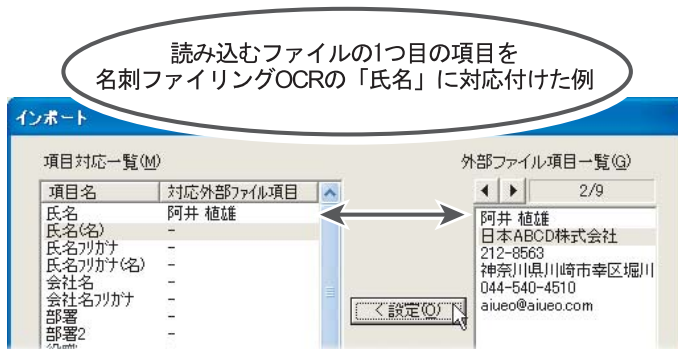 読み込むファイルの1つ目の項目を
名刺ファイリングOCRの「氏名」に対応付けた例
インポート
項目対応一覧(M)
項目名 対応外部ファイル項目
氏名 阿井 植雄
氏名(名) -
氏名フリガナ -
氏名フリガナ(名) -
会社名 -
会社名フリガナ -
部署 -
部署2 -
<設定(O)
外部ファイル項目一覧(G)
2/9
阿井 植雄
日本ABCD株式会社
212-8563
神奈川県川崎市幸区堀川
044-540-4510
aiueo@aiueo.com